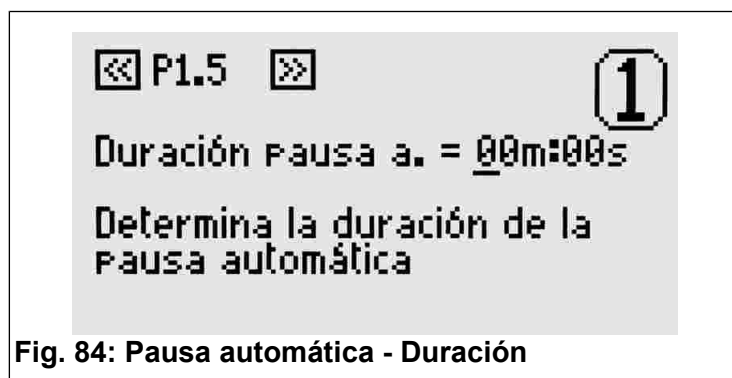 « P1.5 »
1
Duración pausa a. = 00m:00s
Determina la duración de la
pausa automática
Fig. 84: Pausa automática - Duración